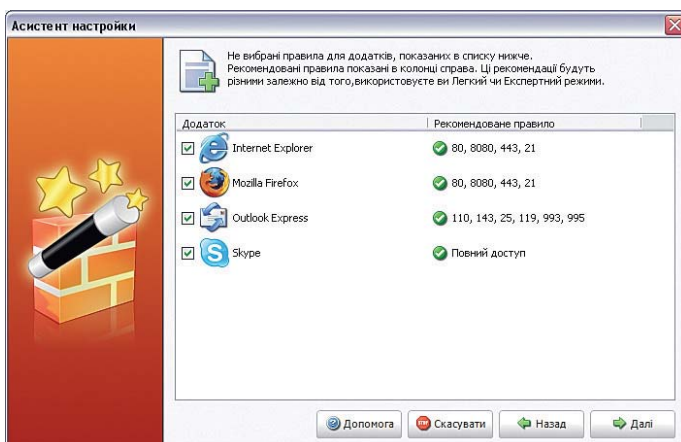 Асистент настройки
Не вибрані правила для додатків, показаних в списку нижче.
Рекомендовані правила показані в колонці справа. Ці рекомендації будуть
різними залежно від того,використовуєте ви Легкий чи Експертний режими.
Додаток Рекомендоване правило
Internet Explorer 80, 8080, 443, 21
Mozilla Firefox 80, 8080, 443, 21
Outlook Express 110, 143, 25, 119, 993, 995
Skype Повний доступ
Допомога Скасувати Назад Далі